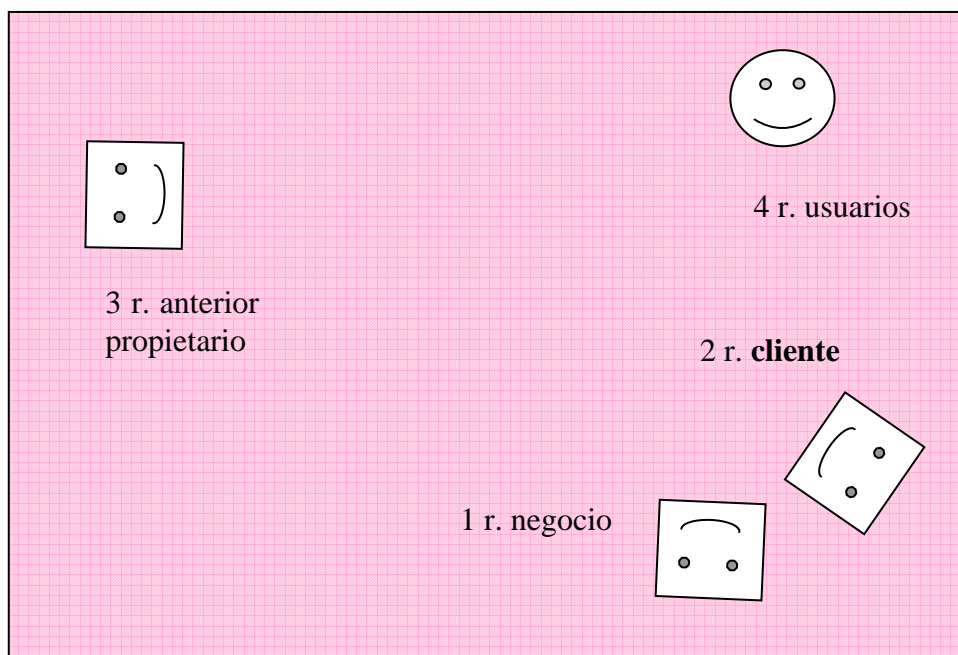 4 r. usuarios
3 r. anterior
propietario
2 r. cliente
1 r. negocio